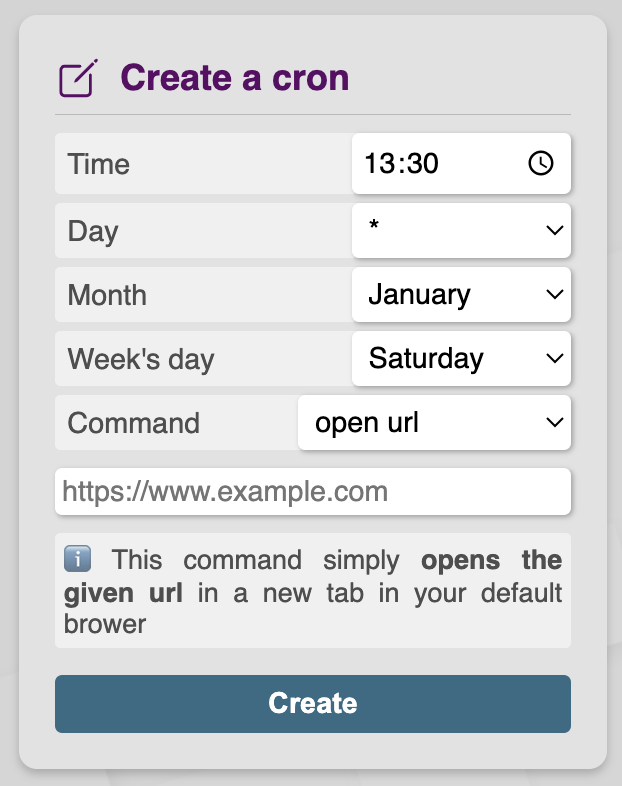 Create a cron
Time 13:30
Day *
Month January
Week's day Saturday
Command open url
https://www.example.com
i This command simply opens the
given url in a new tab in your default
brower
Create